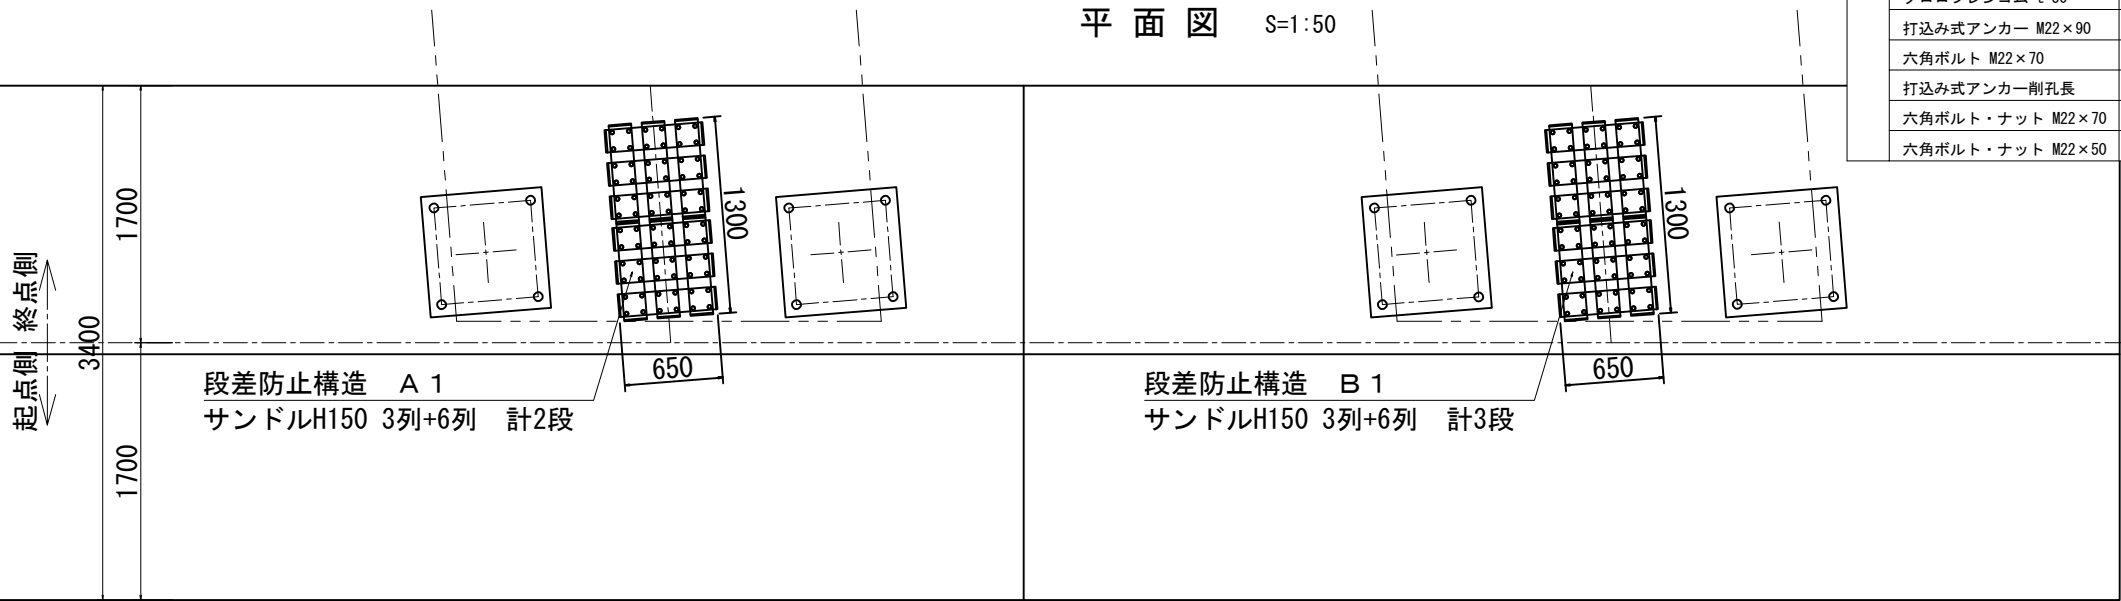 平面図 S=1:50
打込み式アンカー M22×90
六角ボルト M22×70
打込み式アンカー削孔長
六角ボルト・ナット M22×70
六角ボルト・ナット M22×50
1700
3400
1700
終点側
起点側
1300
650
段差防止構造 A1
サンドルH150 3列+6列 計2段
1300
650
段差防止構造 B1
サンドルH150 3列+6列 計3段